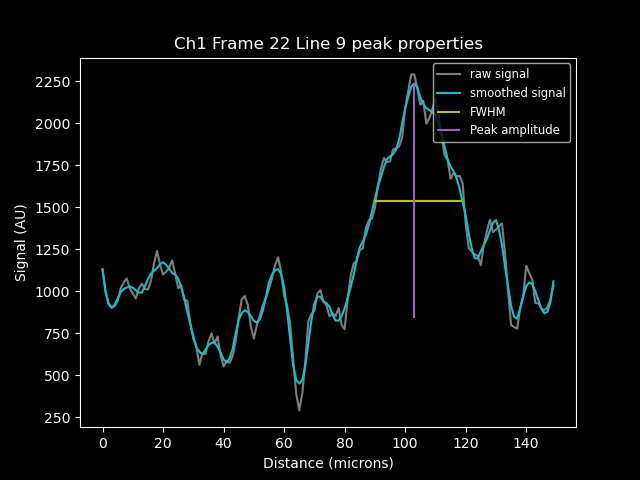 Ch1 Frame 22 Line 9 peak properties
raw signal
smoothed signal
FWHM
Peak amplitude
Signal (AU)
2250
2000
1750
1500
1250
1000
750
500
250
0 20 40 60 80 100 120 140
Distance (microns)